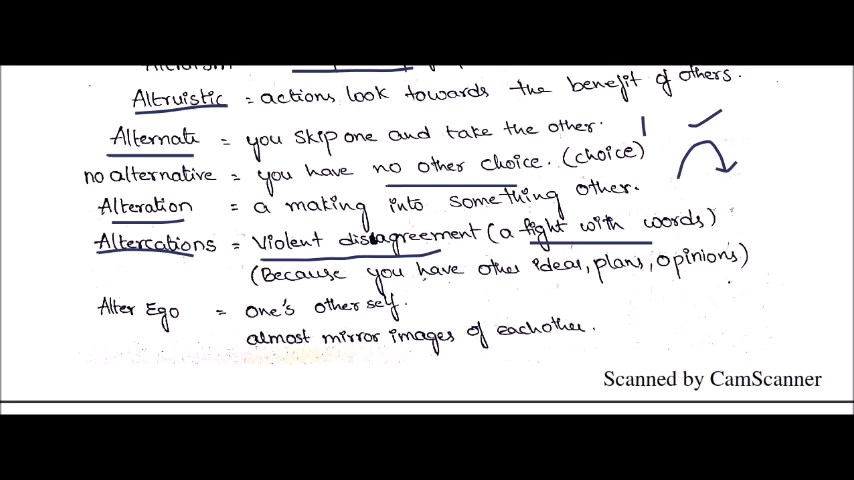 Altruistic = actions look towards the benefit of others.
Alternate = you skip one and take the other.
no alternative = you have no other choice. (choice)
Alteration = a making into something other.
Altercations = Violent disagreement (a fight with words)
(Because you have other ideas, plans, opinions)
Alter Ego = one's other self.
almost mirror images of eachother.
Scanned by CamScanner